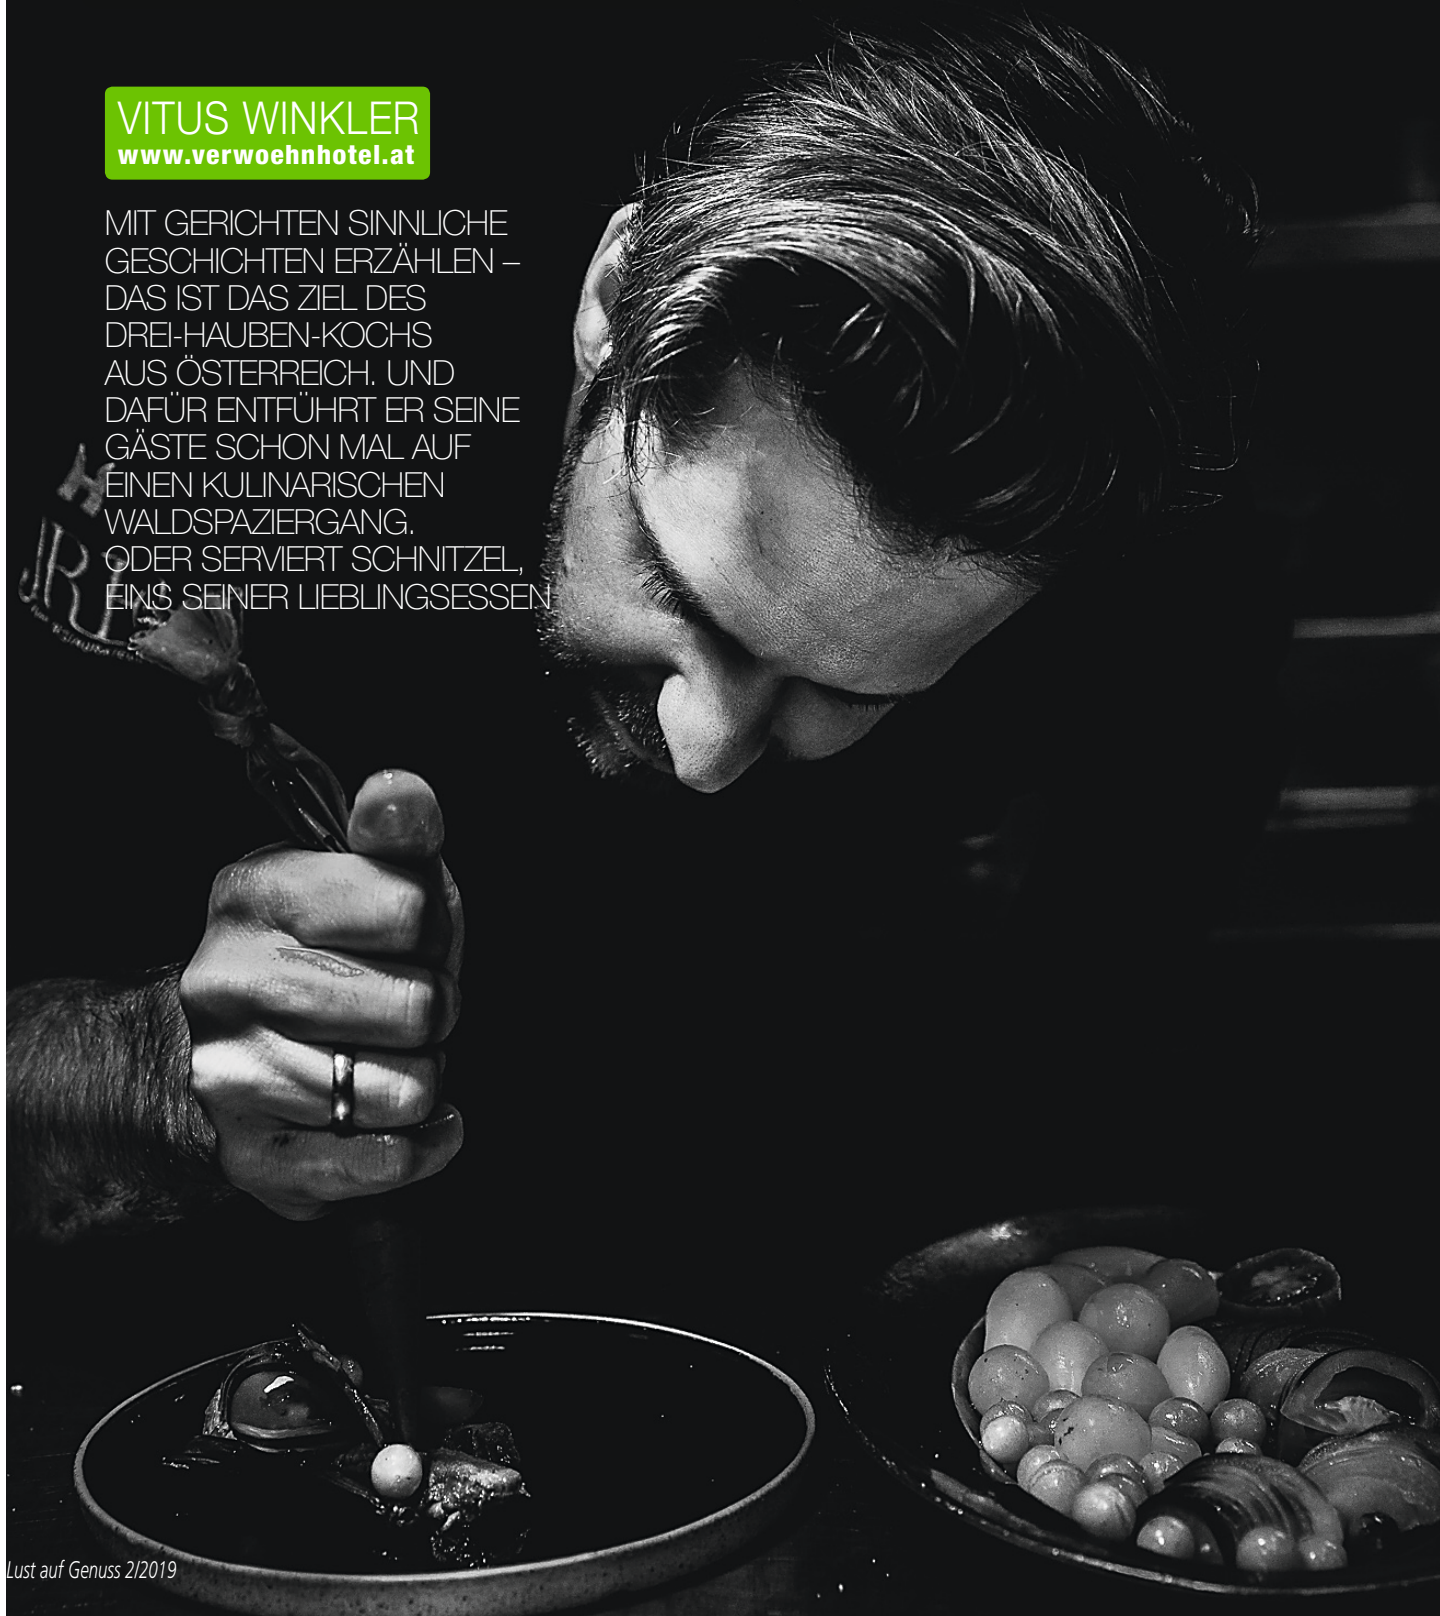 VITUS WINKLER
www.verwoehnhotel.at
MIT GERICHTEN SINNLICHE
GESCHICHTEN ERZÄHLEN –
DAS IST DAS ZIEL DES
DREI-HAUBEN-KOCHS
AUS ÖSTERREICH. UND
DAFÜR ENTFÜHRT ER SEINE
GÄSTE SCHON MAL AUF
EINEN KULINARISCHEN
WALDSPAZIERGANG.
ODER SERVIERT SCHNITZEL,
EINS SEINER LIEBLINGSESSEN
Lust auf Genuss 2/2019